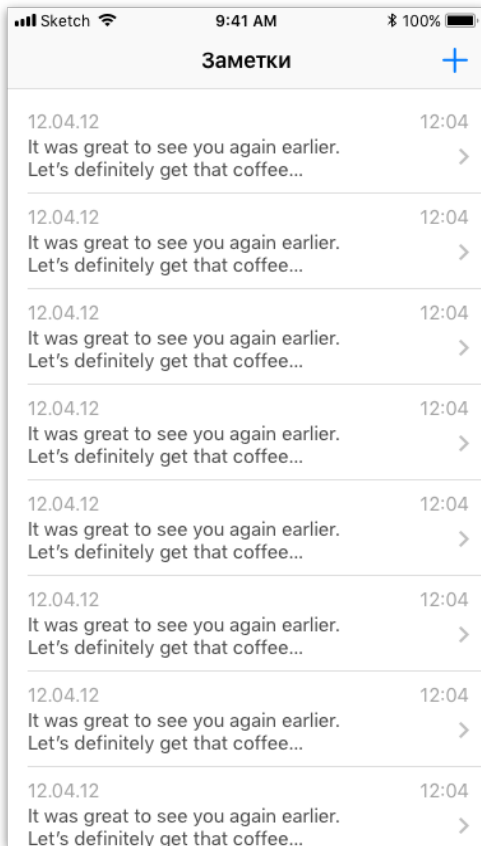 Sketch 9:41 AM 100%
Заметки
12.04.12 12:04
It was great to see you again earlier.
Let’s definitely get that coffee...
12.04.12 12:04
It was great to see you again earlier.
Let’s definitely get that coffee...
12.04.12 12:04
It was great to see you again earlier.
Let’s definitely get that coffee...
12.04.12 12:04
It was great to see you again earlier.
Let’s definitely get that coffee...
12.04.12 12:04
It was great to see you again earlier.
Let’s definitely get that coffee...
12.04.12 12:04
It was great to see you again earlier.
Let’s definitely get that coffee...
12.04.12 12:04
It was great to see you again earlier.
Let’s definitely get that coffee...
12.04.12 12:04
It was great to see you again earlier.
Let’s definitely get that coffee...